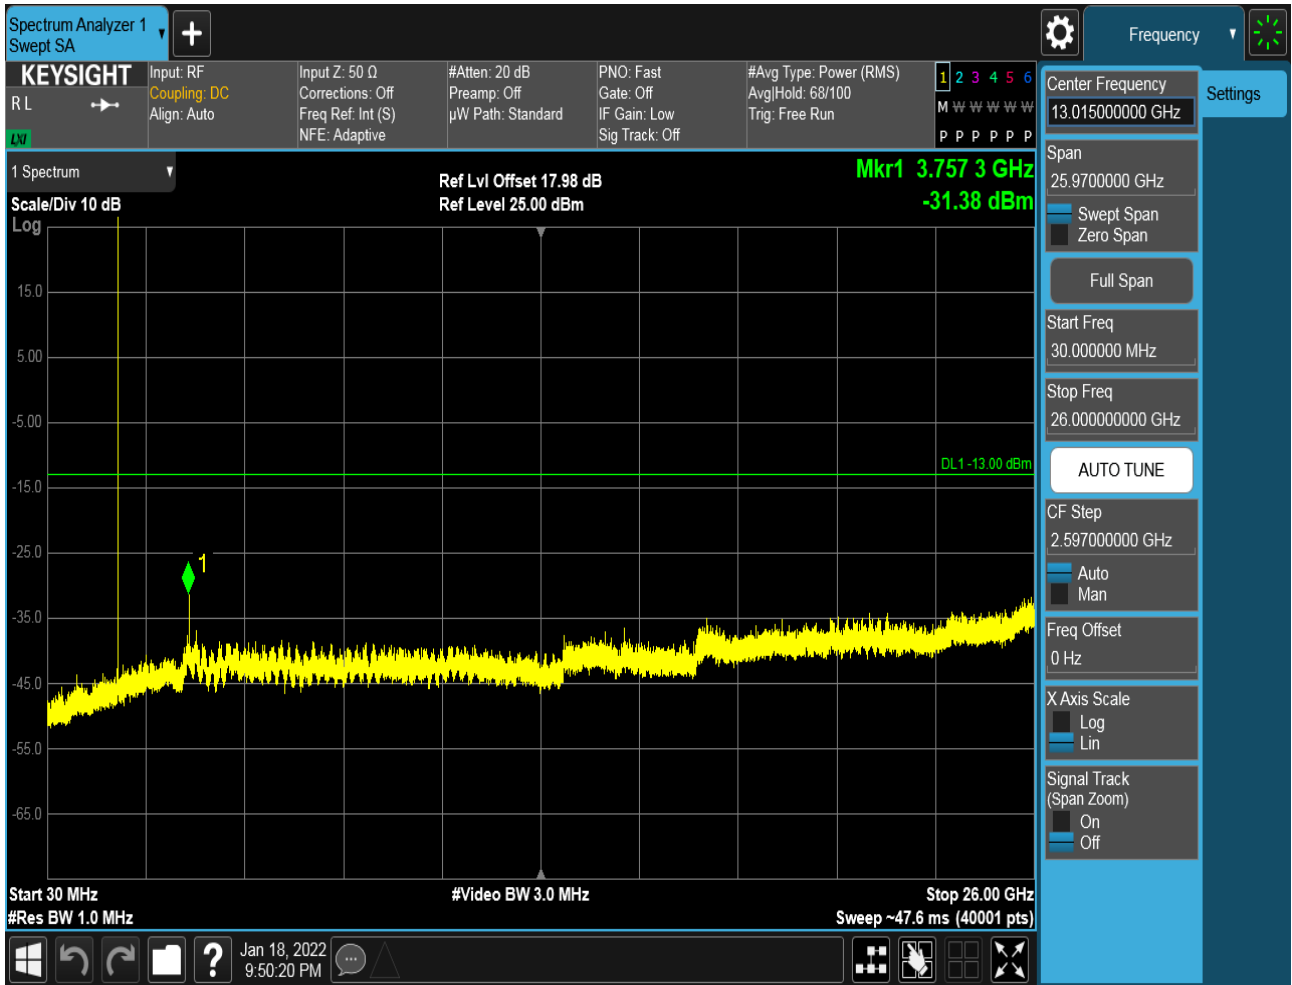 Spectrum Analyzer 1
Swept SA
Frequency
KEYSIGHT
R L
LXI
Input: RF
Coupling: DC
Align: Auto
Input Z: 50 Ω
Corrections: Off
Freq Ref: Int (S)
NFE: Adaptive
#Atten: 20 dB
Preamp: Off
µW Path: Standard
PNO: Fast
Gate: Off
IF Gain: Low
Sig Track: Off
#Avg Type: Power (RMS)
Avg|Hold: 68/100
Trig: Free Run
1 2 3 4 5 6
M W W W W W
P P P P P P
1 Spectrum
Scale/Div 10 dB
Log
Ref Lvl Offset 17.98 dB
Ref Level 25.00 dBm
Mkr1 3.757 3 GHz
-31.38 dBm
15.0
5.00
-5.00
-15.0
-25.0
-35.0
-45.0
-55.0
-65.0
DL1 -13.00 dBm
1
Start 30 MHz
#Res BW 1.0 MHz
#Video BW 3.0 MHz
Stop 26.00 GHz
Sweep ~47.6 ms (40001 pts)
Center Frequency
13.015000000 GHz
Settings
Span
25.9700000 GHz
Swept Span
Zero Span
Full Span
Start Freq
30.000000 MHz
Stop Freq
26.000000000 GHz
AUTO TUNE
CF Step
2.597000000 GHz
Auto
Man
Freq Offset
0 Hz
X Axis Scale
Log
Lin
Signal Track
(Span Zoom)
On
Off
?
Jan 18, 2022
9:50:20 PM